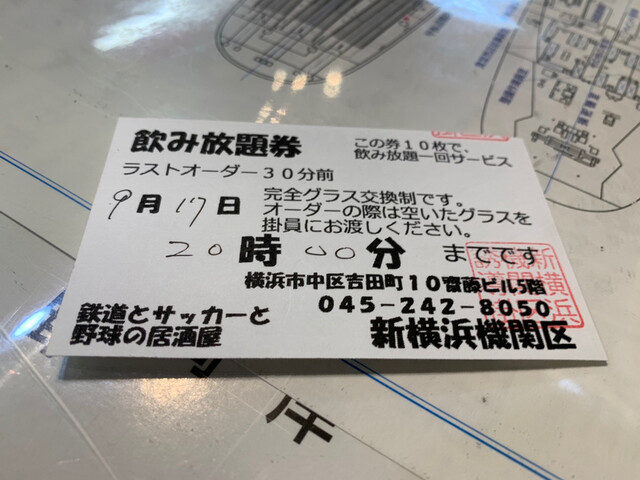 飲み放題券
この券10枚で、
飲み放題一回サービス
ラストオーダー30分前
9月17日
完全グラス交換制です。
オーダーの際は空いたグラスを
掛員にお渡しください。
20時00分 までです
横浜市中区吉田町10齋藤ビル5階
045-242-8050
鉄道とサッカーと
野球の居酒屋
新横浜機関区